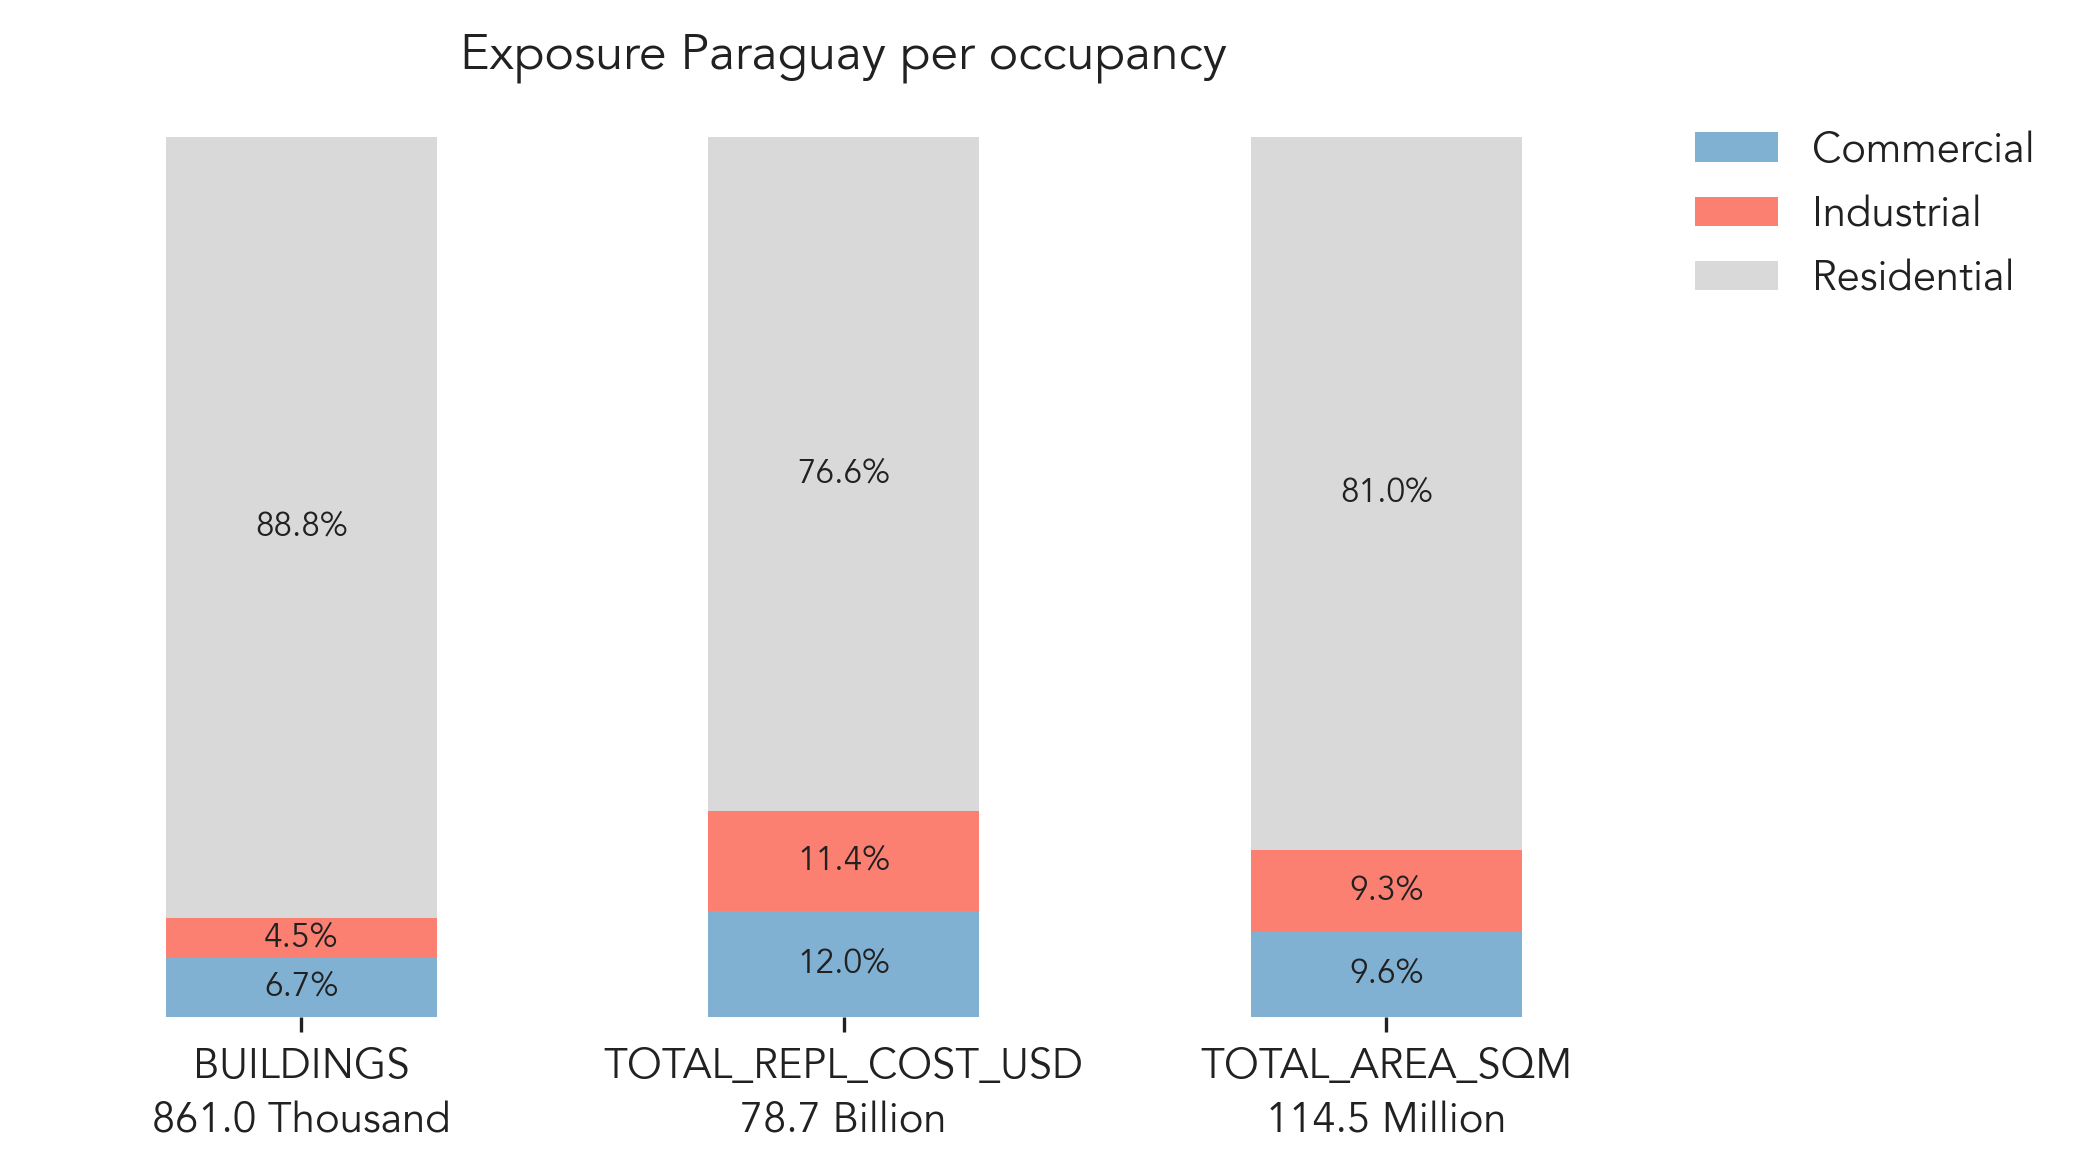 Exposure Paraguay per occupancy
Commercial
Industrial
Residential
88.8%
76.6%
81.0%
4.5%
11.4%
9.3%
6.7%
12.0%
9.6%
BUILDINGS
861.0 Thousand
TOTAL_REPL_COST_USD
78.7 Billion
TOTAL_AREA_SQM
114.5 Million